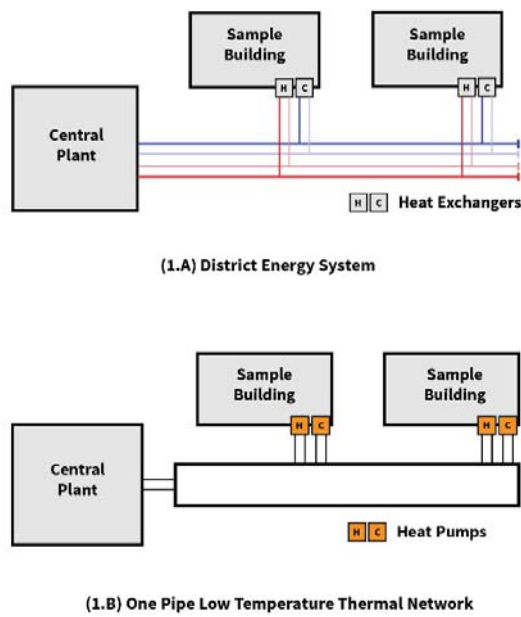 Sample
Building
Sample
Building
H C
H C
Central
Plant
H C Heat Exchangers
(1.A) District Energy System
Sample
Building
Sample
Building
H C
H C
Central
Plant
H C Heat Pumps
(1.B) One Pipe Low Temperature Thermal Network